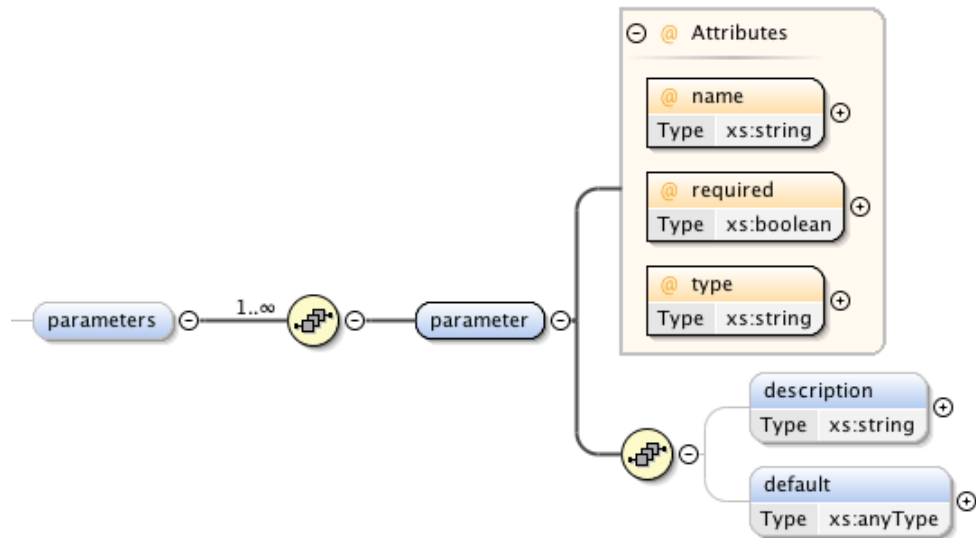 @ Attributes
@ name
Type xs:string
@ required
Type xs:boolean
@ type
Type xs:string
parameters
1..∞
parameter
description
Type xs:string
default
Type xs:anyType